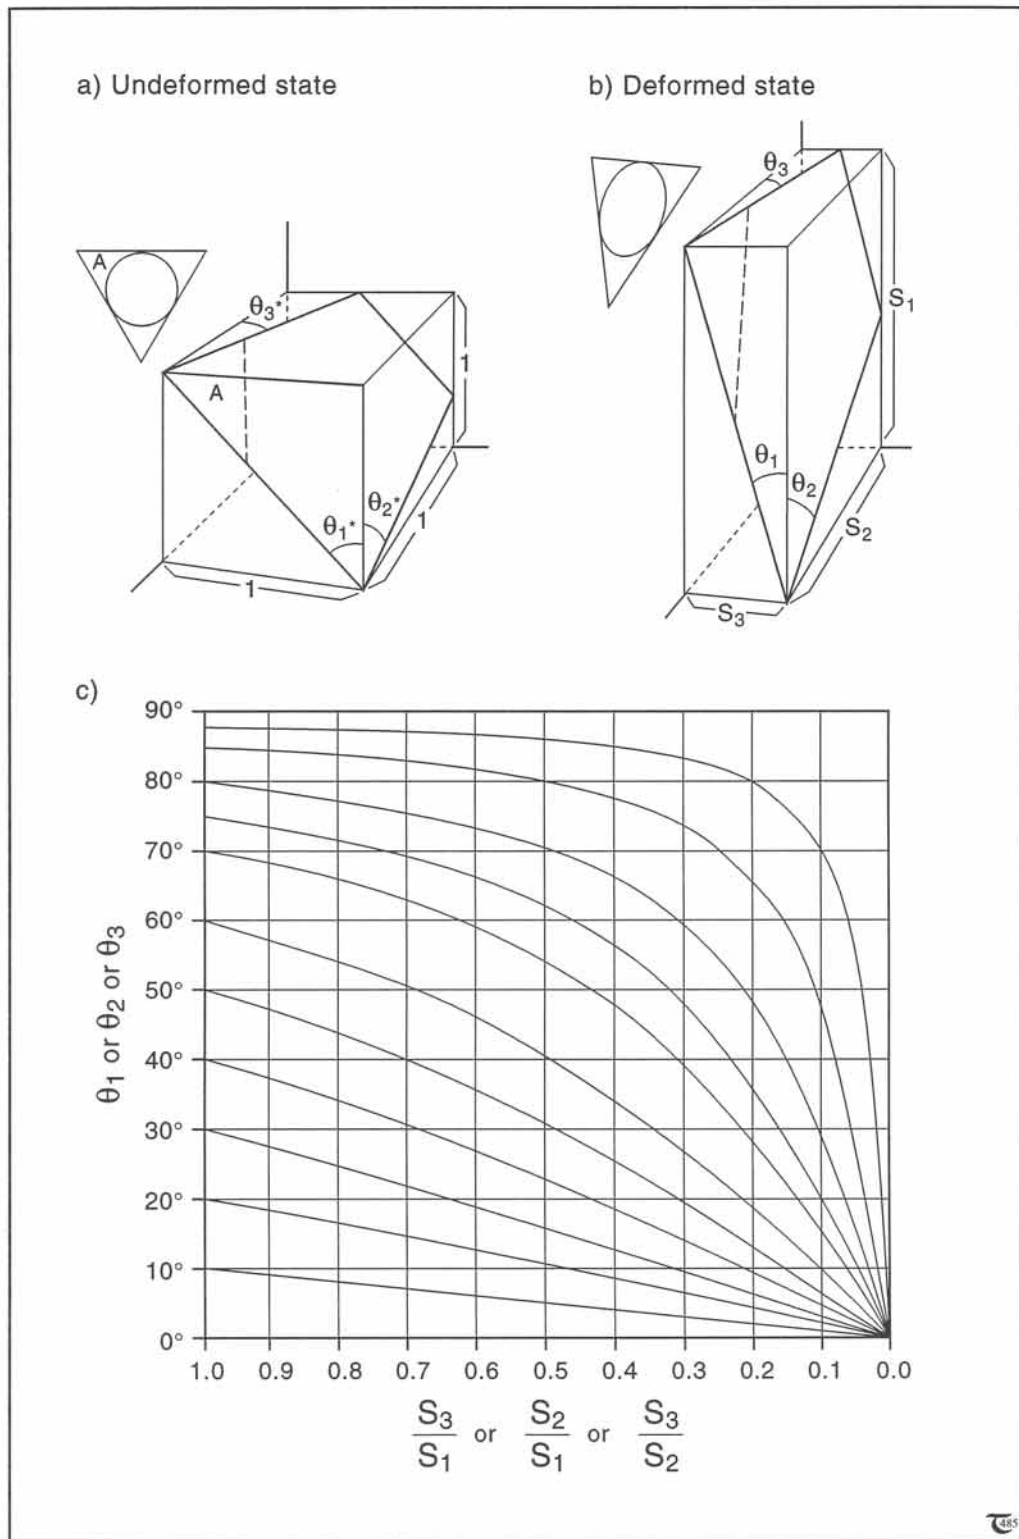 a) Undeformed state
b) Deformed state
A
θ3*
1
A
θ1*
θ2*
1
1
θ3
S1
θ1
θ2
S2
S3
c)
90°
80°
70°
60°
50°
40°
30°
20°
10°
0°
θ1 or θ2 or θ3
1.0 0.9 0.8 0.7 0.6 0.5 0.4 0.3 0.2 0.1 0.0
S3/S1 or S2/S1 or S3/S2
485